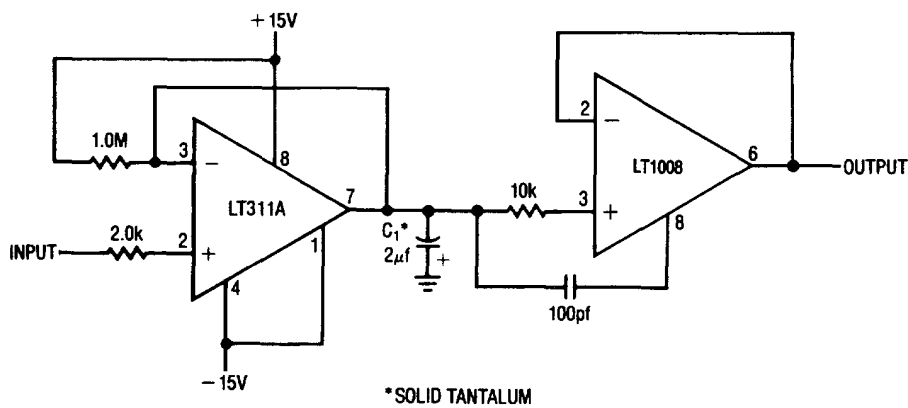 +15V
1.0M
3
−
8
LT311A
7
2
+
1
4
INPUT
2.0k
−15V
C1*
2µf
+
10k
100pf
2
−
LT1008
6
3
+
8
OUTPUT
*SOLID TANTALUM